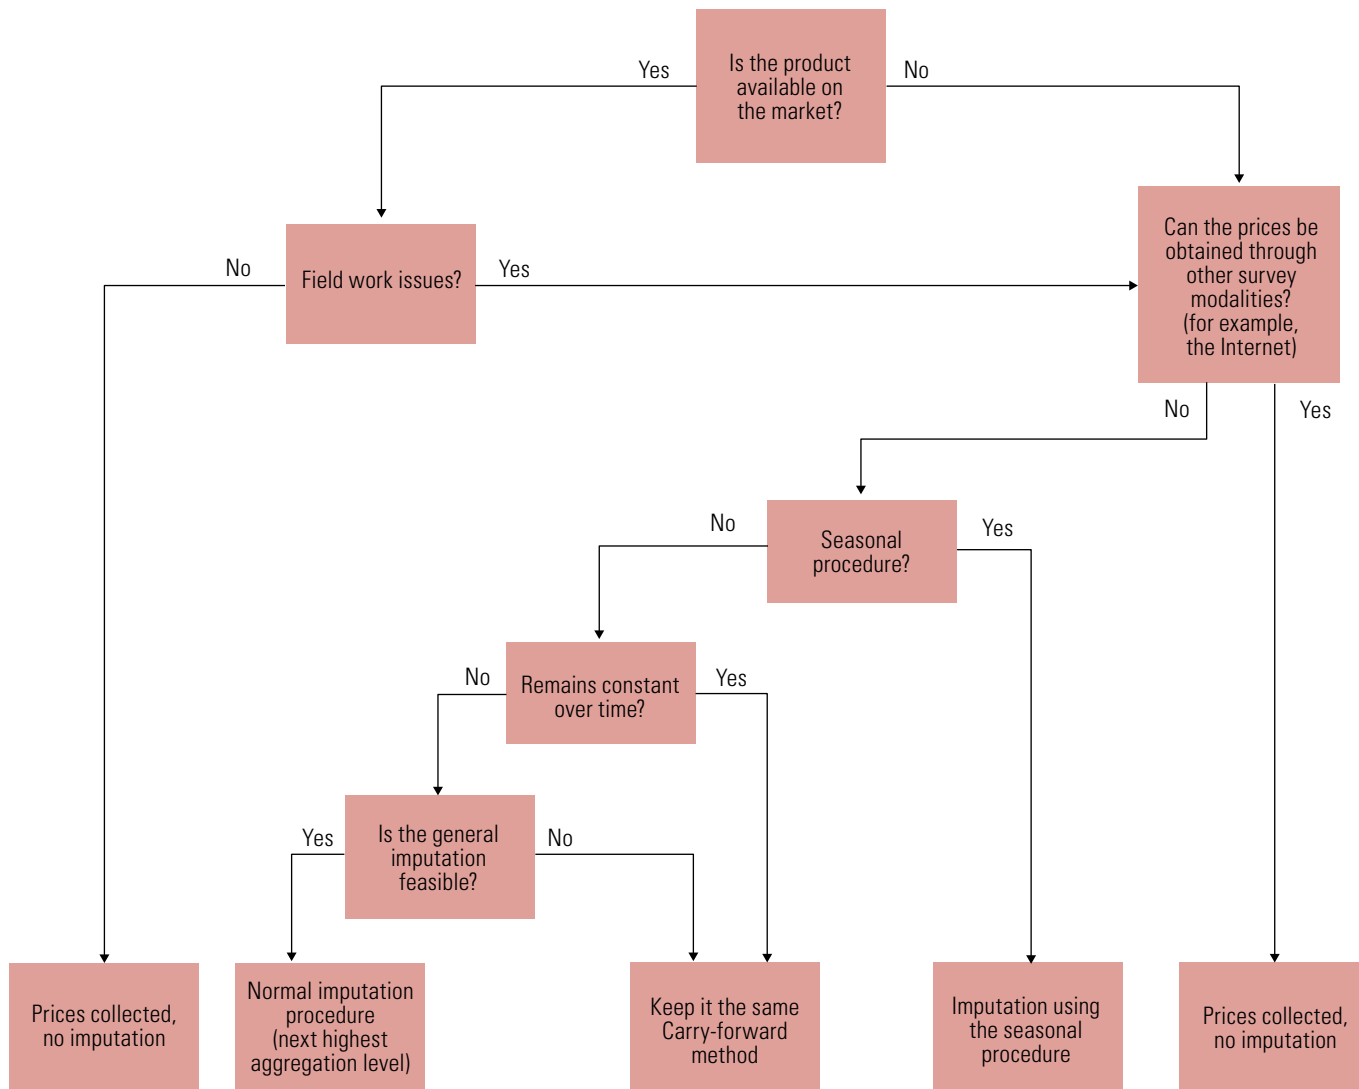 Is the product
available on
the market?
Yes
No
Field work issues?
No
Yes
Can the prices be
obtained through
other survey
modalities?
(for example,
the Internet)
No
Yes
Seasonal
procedure?
No
Yes
Remains constant
over time?
No
Yes
Is the general
imputation
feasible?
Yes
No
Prices collected,
no imputation
Normal imputation
procedure
(next highest
aggregation level)
Keep it the same
Carry-forward
method
Imputation using
the seasonal
procedure
Prices collected,
no imputation